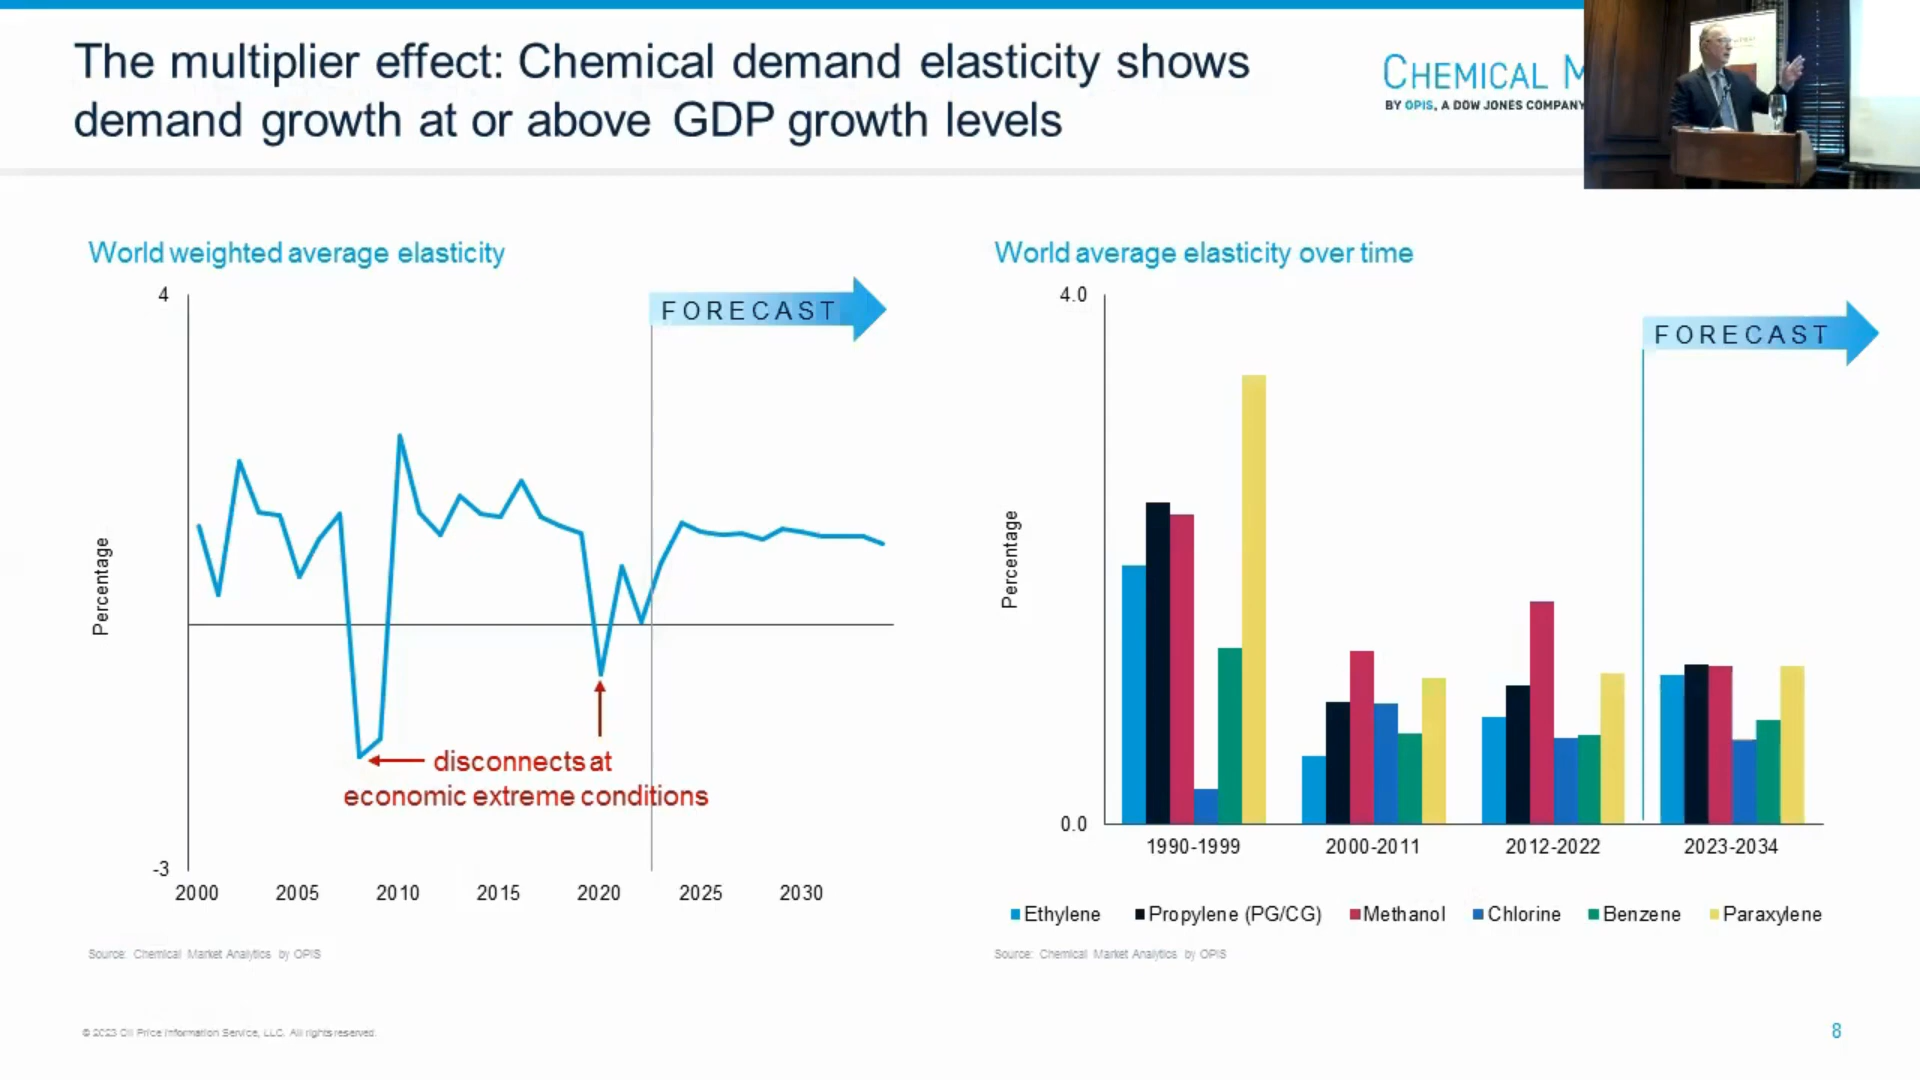 The multiplier effect: Chemical demand elasticity shows
demand growth at or above GDP growth levels
CHEMICAL M
BY OPIS, A DOW JONES COMPANY
World weighted average elasticity
4
FORECAST
Percentage
disconnects at
economic extreme conditions
-3
2000 2005 2010 2015 2020 2025 2030
Source: Chemical Market Analytics by OPIS
World average elasticity over time
4.0
FORECAST
Percentage
0.0
1990-1999 2000-2011 2012-2022 2023-2034
Ethylene Propylene (PG/CG) Methanol Chlorine Benzene Paraxylene
Source: Chemical Market Analytics by OPIS
© 2023 Oil Price Information Service, LLC. All rights reserved.
8